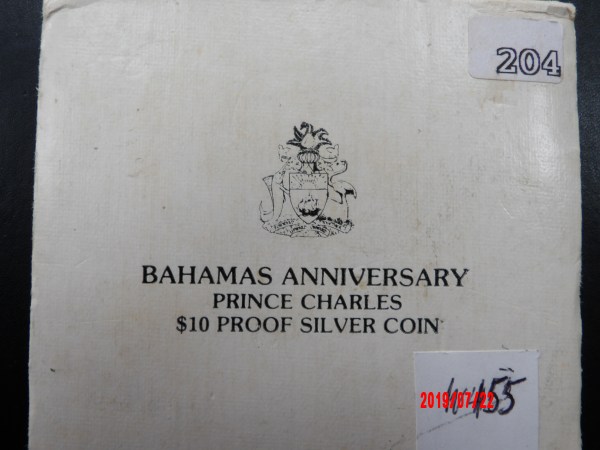 204
BAHAMAS ANNIVERSARY
PRINCE CHARLES
$10 PROOF SILVER COIN
2019/07/22